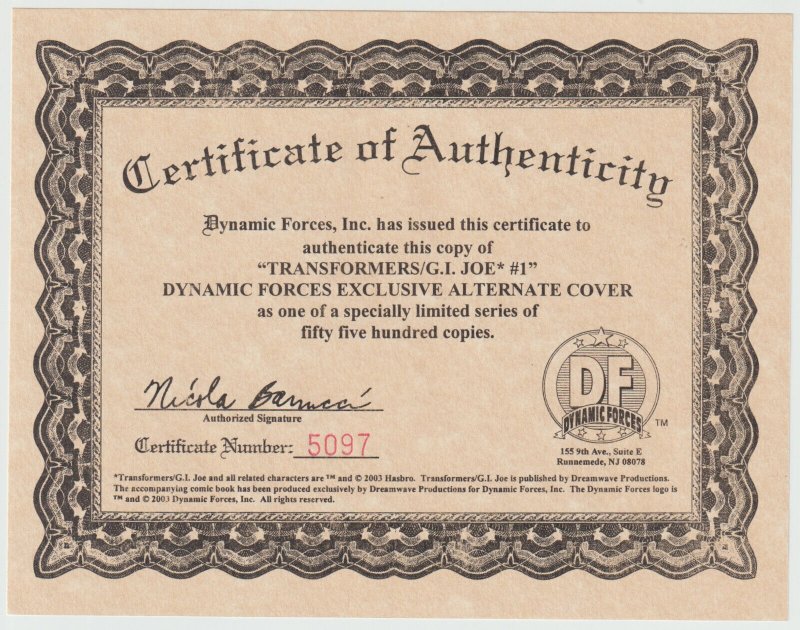 Certificate of Authenticity
Dynamic Forces, Inc. has issued this certificate to
authenticate this copy of
“TRANSFORMERS/G.I. JOE* #1”
DYNAMIC FORCES EXCLUSIVE ALTERNATE COVER
as one of a specially limited series of
fifty five hundred copies.
Nicola Barrucci
Authorized Signature
Certificate Number: 5097
DF
DYNAMIC FORCES
TM
155 9th Ave., Suite E
Runnemede, NJ 08078
*Transformers/G.I. Joe and all related characters are ™ and © 2003 Hasbro. Transformers/G.I. Joe is published by Dreamwave Productions.
The accompanying comic book has been produced exclusively by Dreamwave Productions for Dynamic Forces, Inc. The Dynamic Forces logo is
™ and © 2003 Dynamic Forces, Inc. All rights reserved.